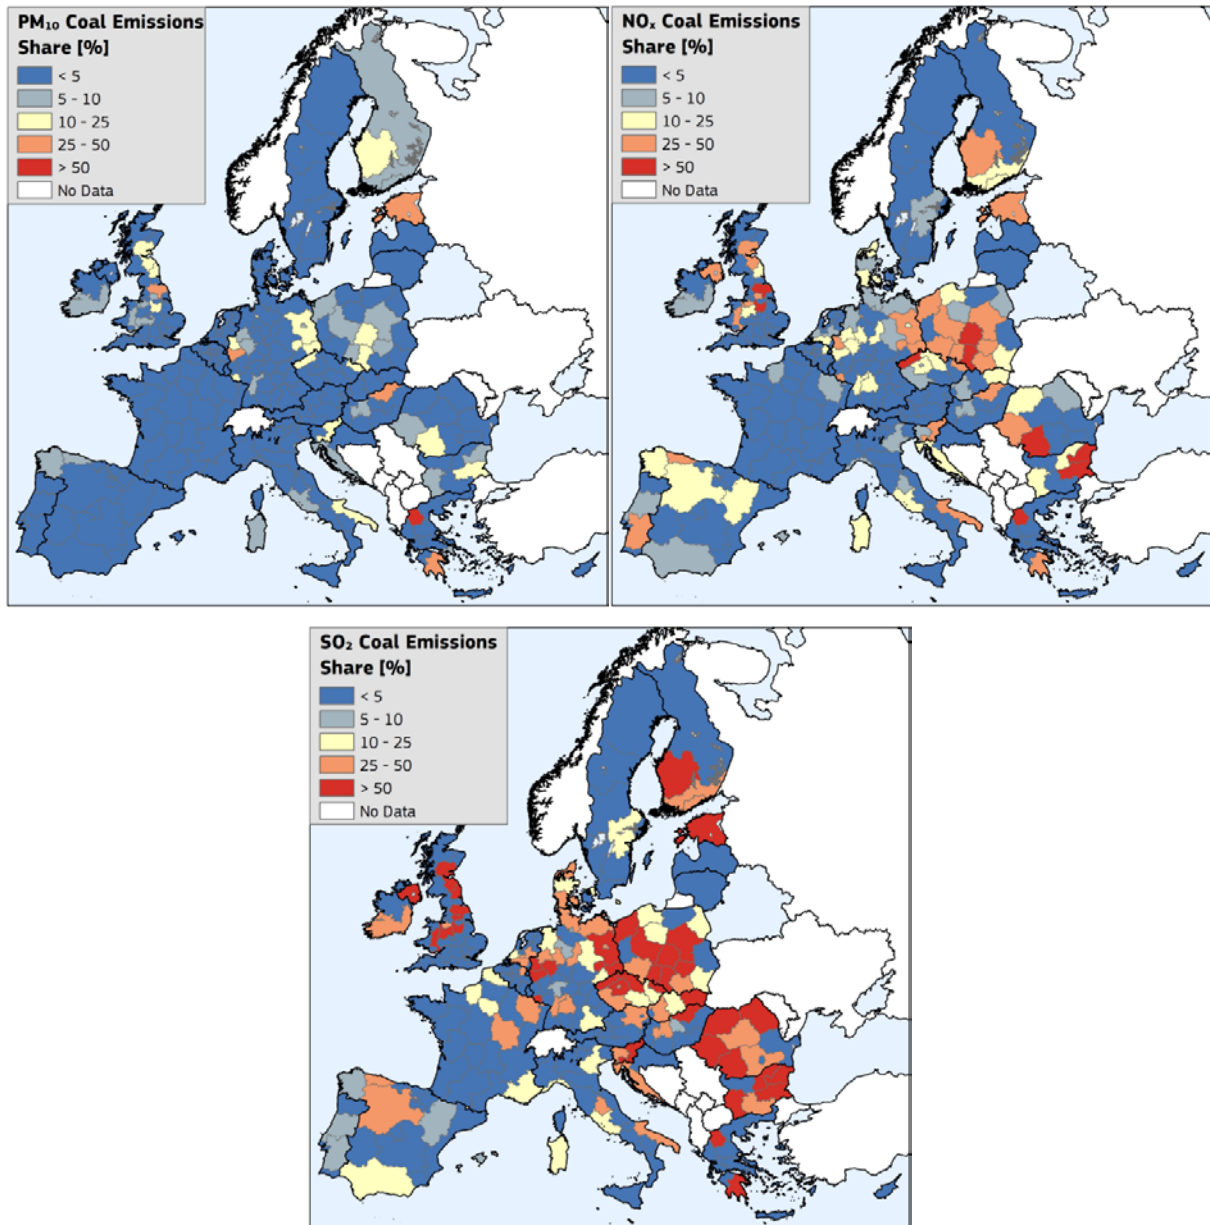 PM₁₀ Coal Emissions
Share [%]
< 5
5 - 10
10 - 25
25 - 50
> 50
No Data
NOₓ Coal Emissions
Share [%]
< 5
5 - 10
10 - 25
25 - 50
> 50
No Data
SO₂ Coal Emissions
Share [%]
< 5
5 - 10
10 - 25
25 - 50
> 50
No Data